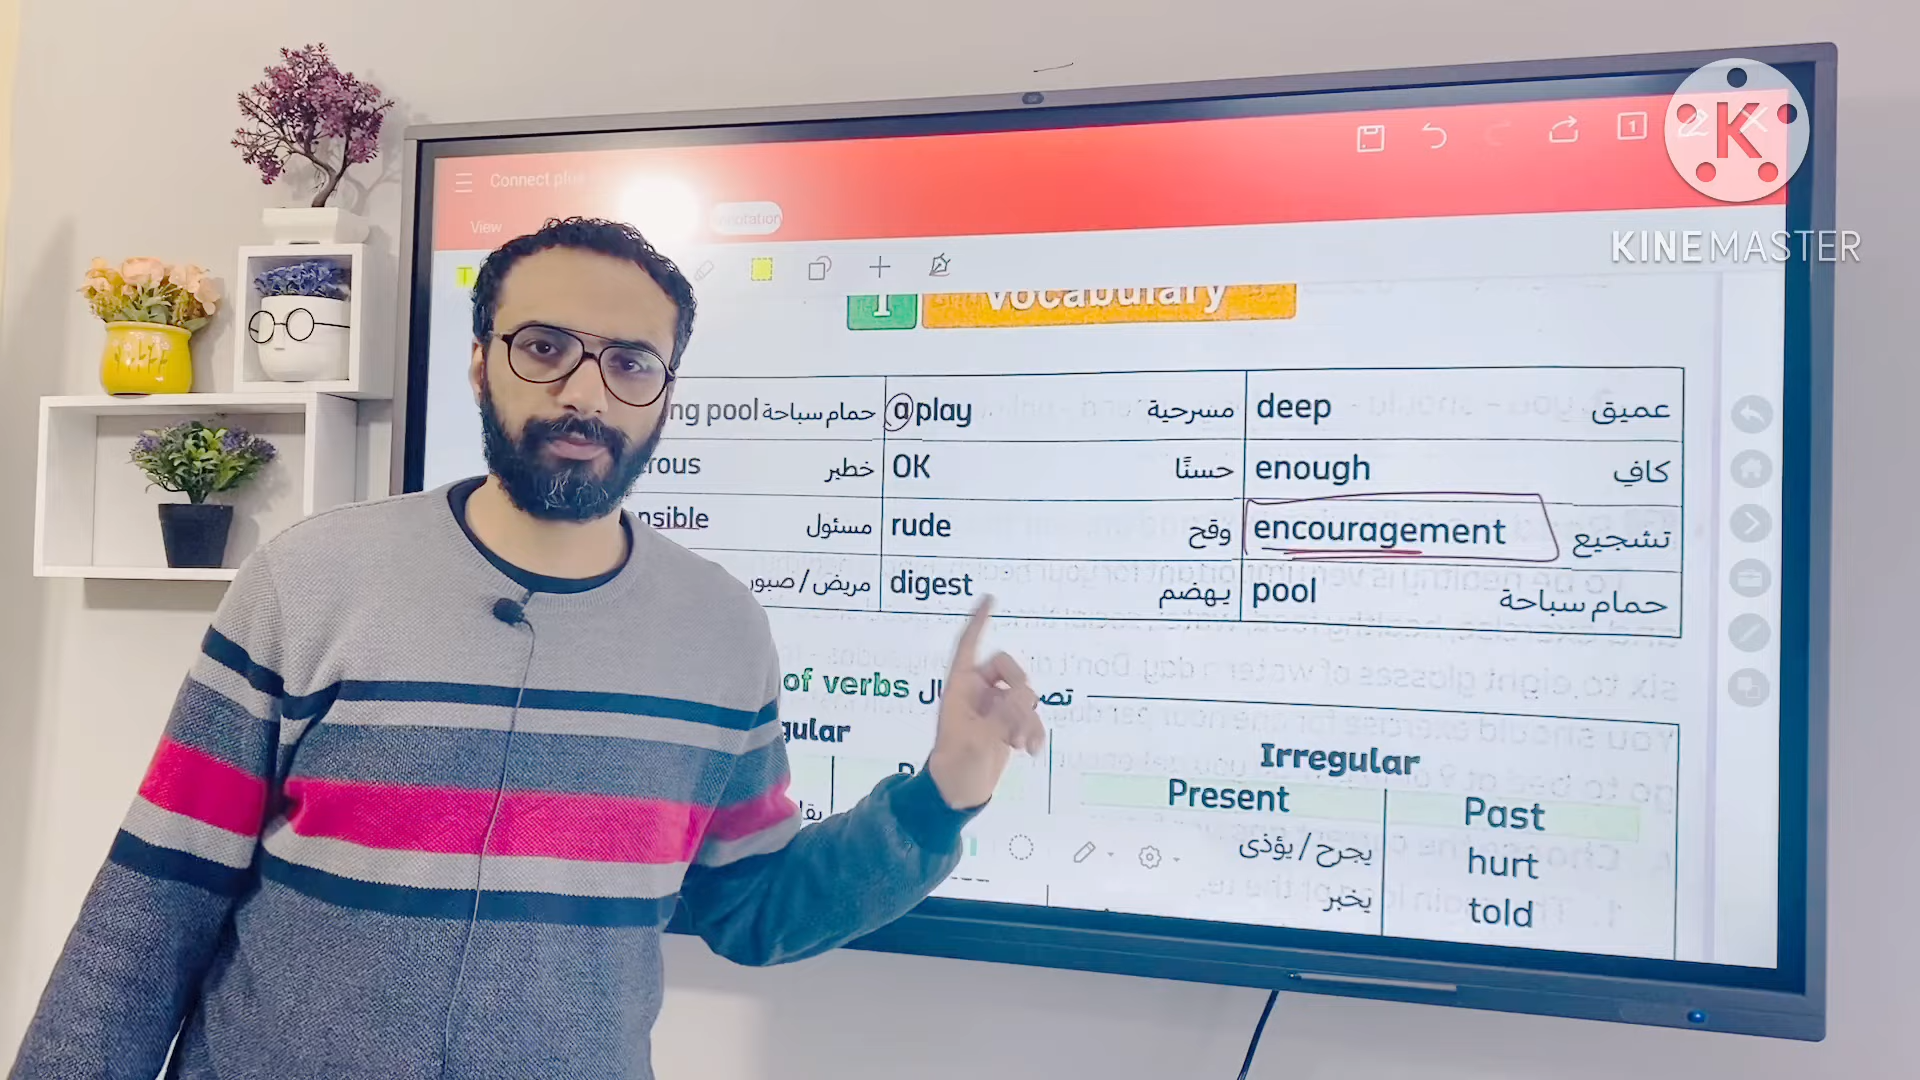 Connect plus
View
KINEMASTER
1 Vocabulary
ng pool حمام سباحة a play مسرحية deep عميق
rous خطير OK حسنًا enough كافِ
nsible مسئول rude وقح encouragement تشجيع
مريض / صبور digest يهضم pool حمام سباحة
of verbs
gular Irregular
Present Past
يجرح / يؤذى hurt
يخبر told